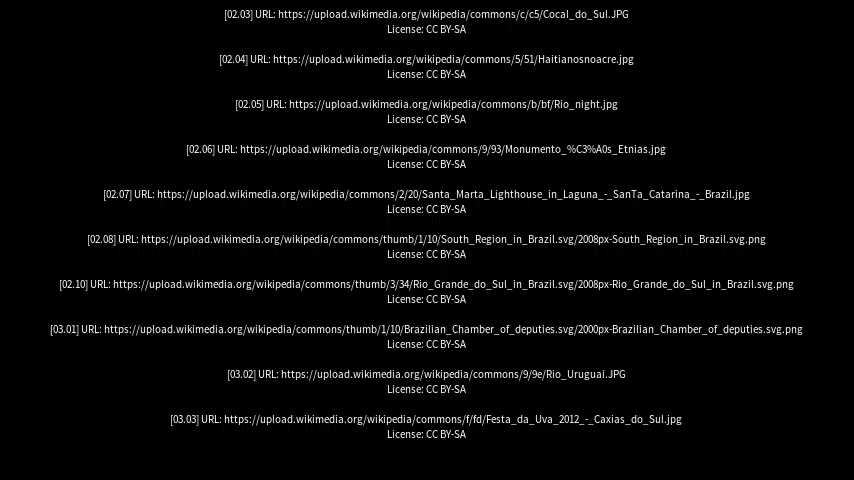 [02.03] URL: https://upload.wikimedia.org/wikipedia/commons/c/c5/Cocal_do_Sul.JPG
License: CC BY-SA
[02.04] URL: https://upload.wikimedia.org/wikipedia/commons/5/51/Haitianosnoacre.jpg
License: CC BY-SA
[02.05] URL: https://upload.wikimedia.org/wikipedia/commons/b/bf/Rio_night.jpg
License: CC BY-SA
[02.06] URL: https://upload.wikimedia.org/wikipedia/commons/9/93/Monumento_%C3%A0s_Etnias.jpg
License: CC BY-SA
[02.07] URL: https://upload.wikimedia.org/wikipedia/commons/2/20/Santa_Marta_Lighthouse_in_Laguna_-_SanTa_Catarina_-_Brazil.jpg
License: CC BY-SA
[02.08] URL: https://upload.wikimedia.org/wikipedia/commons/thumb/1/10/South_Region_in_Brazil.svg/2008px-South_Region_in_Brazil.svg.png
License: CC BY-SA
[02.10] URL: https://upload.wikimedia.org/wikipedia/commons/thumb/3/34/Rio_Grande_do_Sul_in_Brazil.svg/2008px-Rio_Grande_do_Sul_in_Brazil.svg.png
License: CC BY-SA
[03.01] URL: https://upload.wikimedia.org/wikipedia/commons/thumb/1/10/Brazilian_Chamber_of_deputies.svg/2000px-Brazilian_Chamber_of_deputies.svg.png
License: CC BY-SA
[03.02] URL: https://upload.wikimedia.org/wikipedia/commons/9/9e/Rio_Uruguai.JPG
License: CC BY-SA
[03.03] URL: https://upload.wikimedia.org/wikipedia/commons/f/fd/Festa_da_Uva_2012_-_Caxias_do_Sul.jpg
License: CC BY-SA